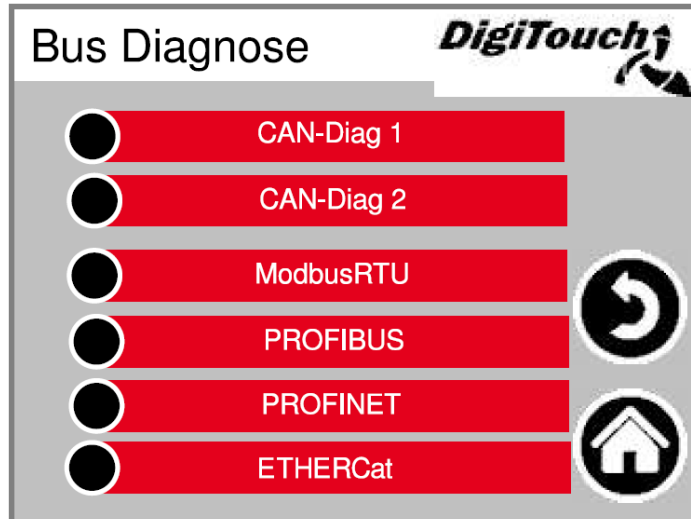 Bus Diagnose
DigiTouch
CAN-Diag 1
CAN-Diag 2
ModbusRTU
PROFIBUS
PROFINET
ETHERCat